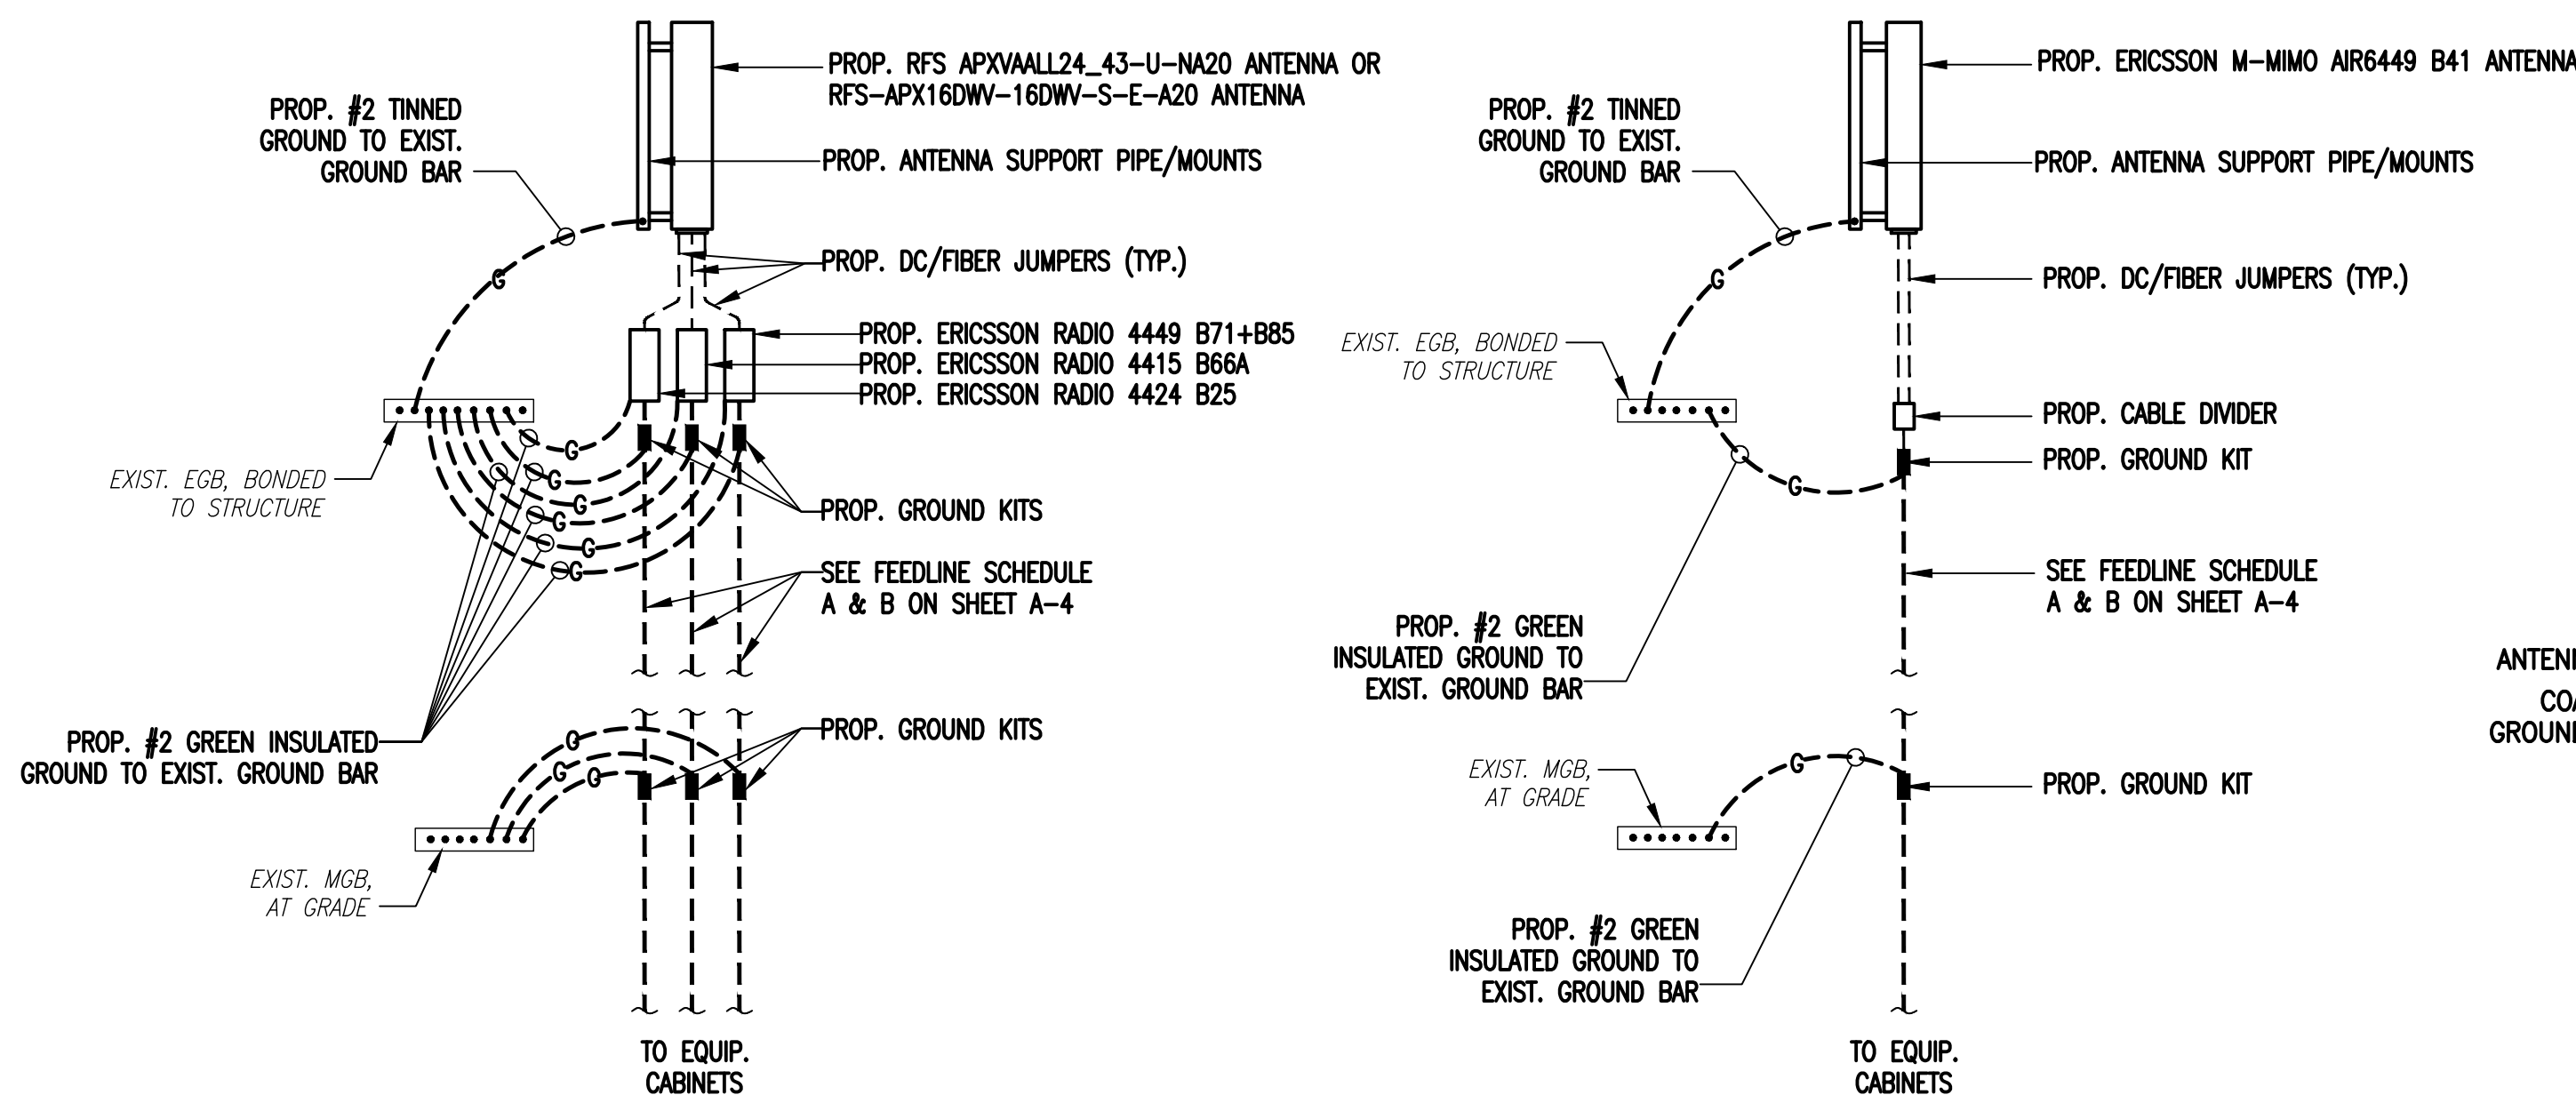 PROP. RFS APXVAALL24_43-U-NA20 ANTENNA OR
RFS-APX16DWV-16DWV-S-E-A20 ANTENNA
PROP. #2 TINNED
GROUND TO EXIST.
GROUND BAR
PROP. ANTENNA SUPPORT PIPE/MOUNTS
G
PROP. DC/FIBER JUMPERS (TYP.)
PROP. ERICSSON RADIO 4449 B71+B85
PROP. ERICSSON RADIO 4415 B66A
PROP. ERICSSON RADIO 4424 B25
EXIST. EGB, BONDED
TO STRUCTURE
G
G
G
G
G
G
PROP. GROUND KITS
SEE FEEDLINE SCHEDULE
A & B ON SHEET A-4
PROP. #2 GREEN INSULATED
GROUND TO EXIST. GROUND BAR
PROP. GROUND KITS
G
G
G
EXIST. MGB,
AT GRADE
TO EQUIP.
CABINETS
PROP. ERICSSON M-MIMO AIR6449 B41 ANTENNA
PROP. #2 TINNED
GROUND TO EXIST.
GROUND BAR
PROP. ANTENNA SUPPORT PIPE/MOUNTS
G
PROP. DC/FIBER JUMPERS (TYP.)
EXIST. EGB, BONDED
TO STRUCTURE
PROP. CABLE DIVIDER
PROP. GROUND KIT
G
SEE FEEDLINE SCHEDULE
A & B ON SHEET A-4
PROP. #2 GREEN
INSULATED GROUND TO
EXIST. GROUND BAR
EXIST. MGB,
AT GRADE
G
PROP. GROUND KIT
PROP. #2 GREEN
INSULATED GROUND TO
EXIST. GROUND BAR
TO EQUIP.
CABINETS
GROUN